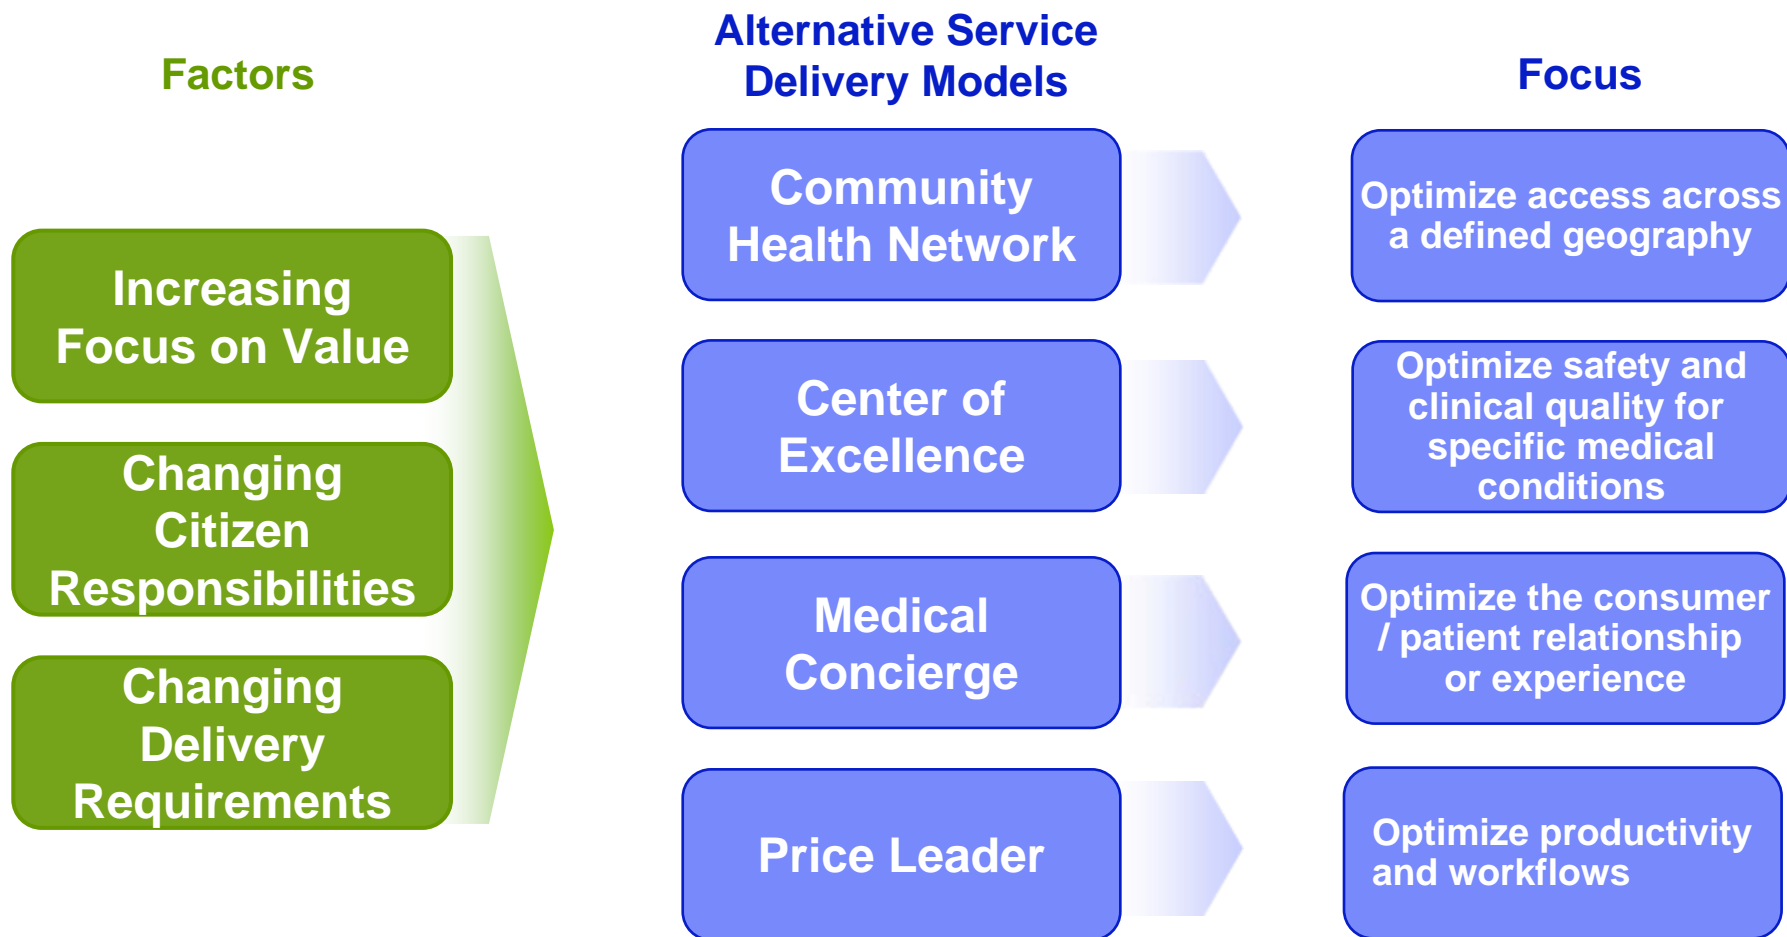 Factors
Increasing
Focus on Value
Changing
Citizen
Responsibilities
Changing
Delivery
Requirements
Alternative Service
Delivery Models
Community
Health Network
Center of
Excellence
Medical
Concierge
Price Leader
Focus
Optimize access across
a defined geography
Optimize safety and
clinical quality for
specific medical
conditions
Optimize the consumer
/ patient relationship
or experience
Optimize productivity
and workflows